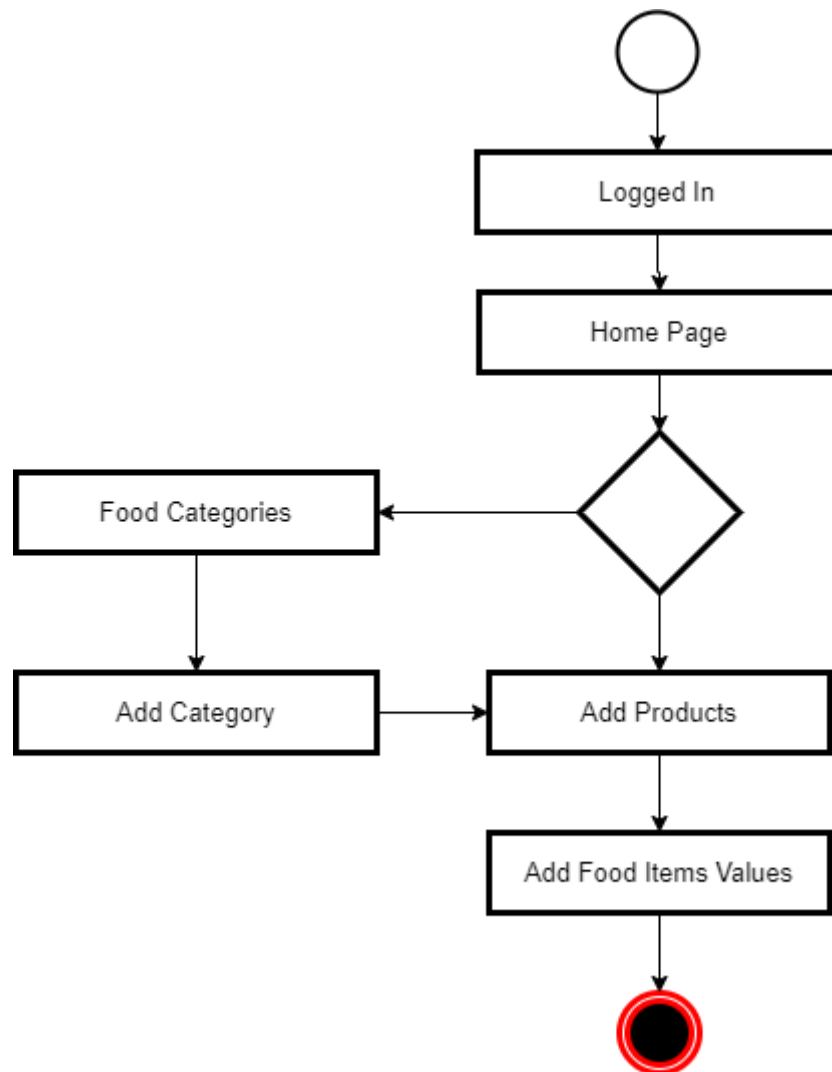 Logged In
Home Page
Food Categories
Add Category
Add Products
Add Food Items Values